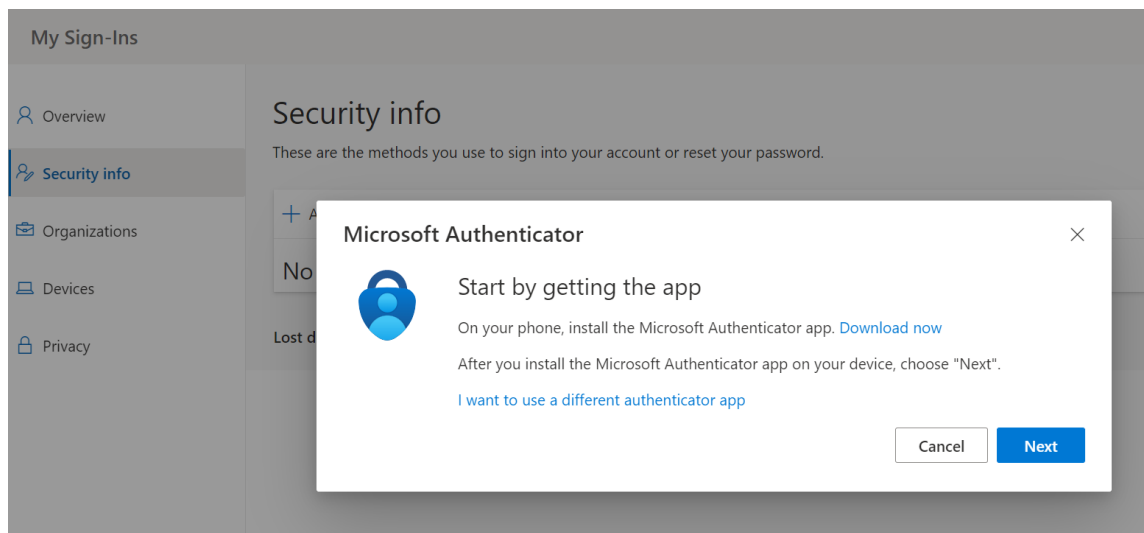 My Sign-Ins
Overview
Security info
Organizations
Devices
Privacy
Security info
These are the methods you use to sign into your account or reset your password.
No
Lost
Microsoft Authenticator
Start by getting the app
On your phone, install the Microsoft Authenticator app. Download now
After you install the Microsoft Authenticator app on your device, choose "Next".
I want to use a different authenticator app
Cancel Next